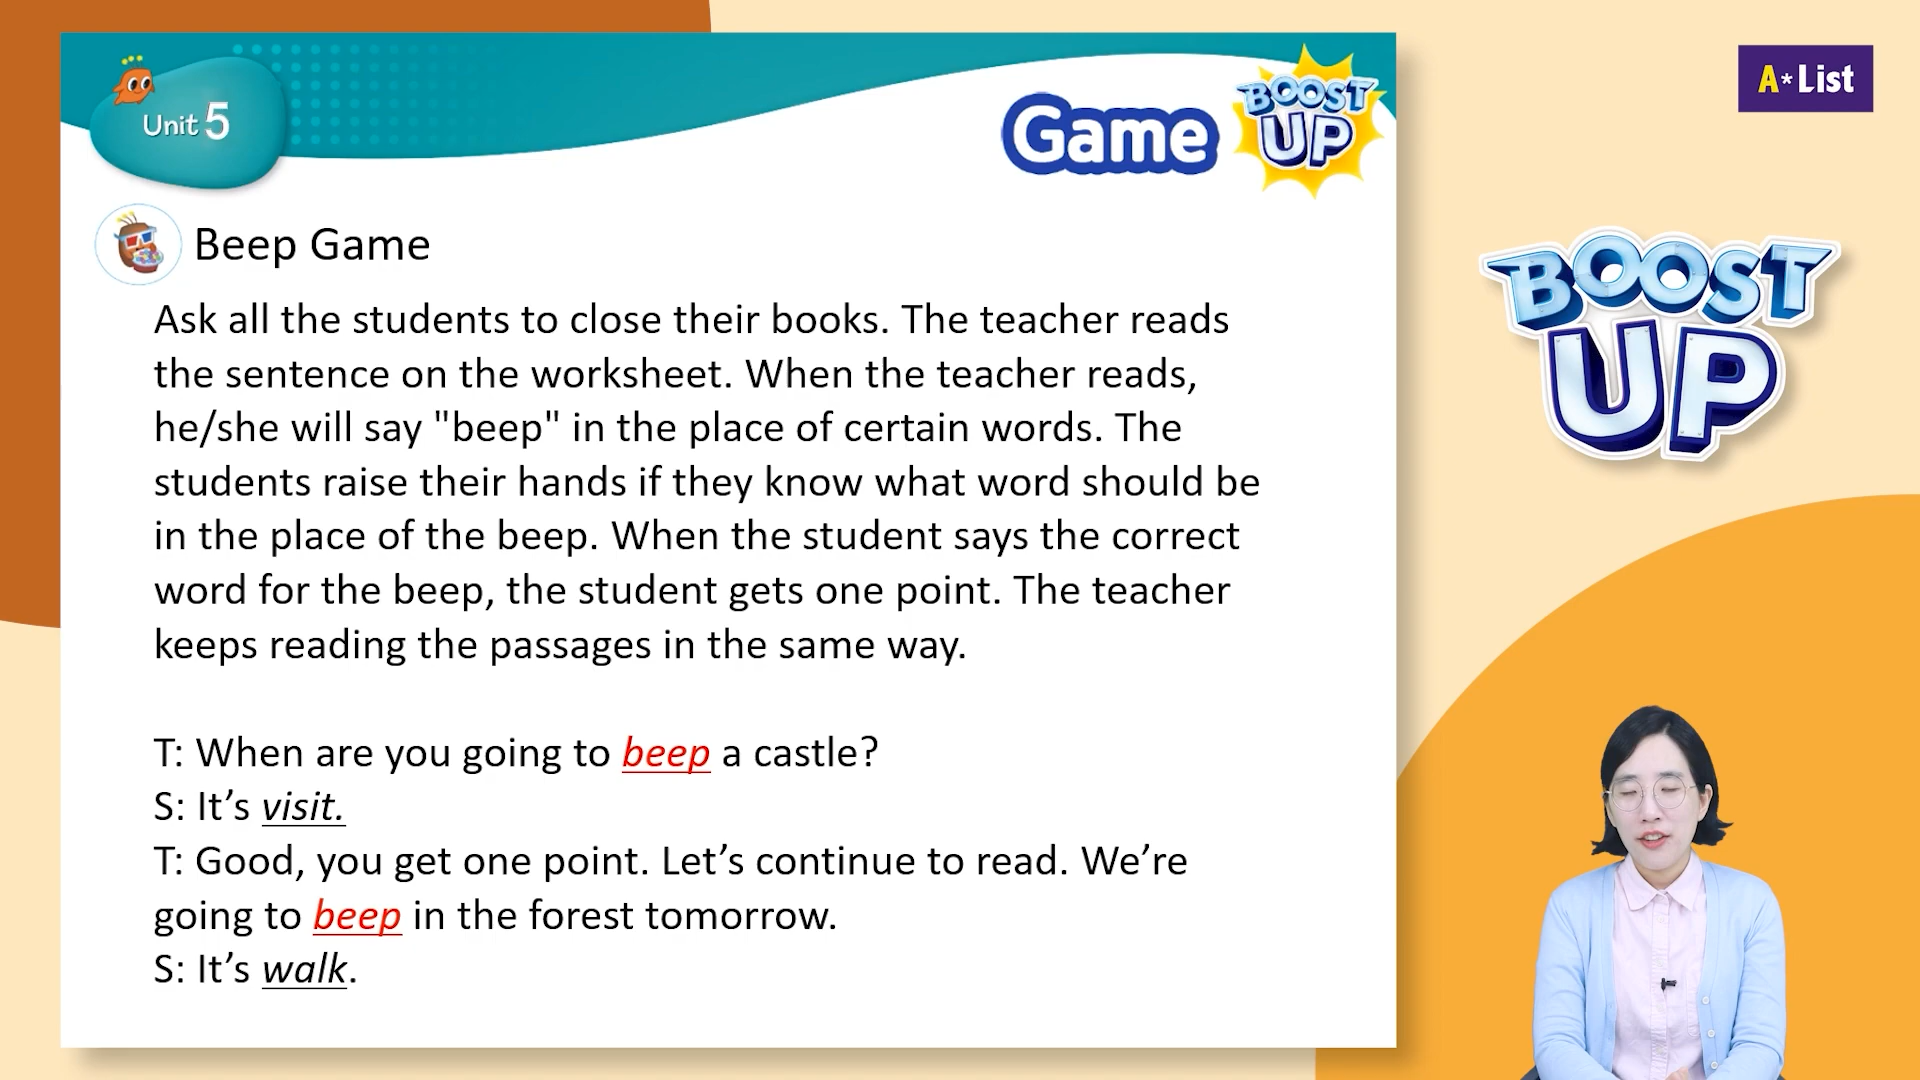 Unit 5
Game
BOOST
UP
A*List
Beep Game
Ask all the students to close their books. The teacher reads
the sentence on the worksheet. When the teacher reads,
he/she will say "beep" in the place of certain words. The
students raise their hands if they know what word should be
in the place of the beep. When the student says the correct
word for the beep, the student gets one point. The teacher
keeps reading the passages in the same way.
T: When are you going to beep a castle?
S: It’s visit.
T: Good, you get one point. Let’s continue to read. We’re
going to beep in the forest tomorrow.
S: It’s walk.
BOOST
UP